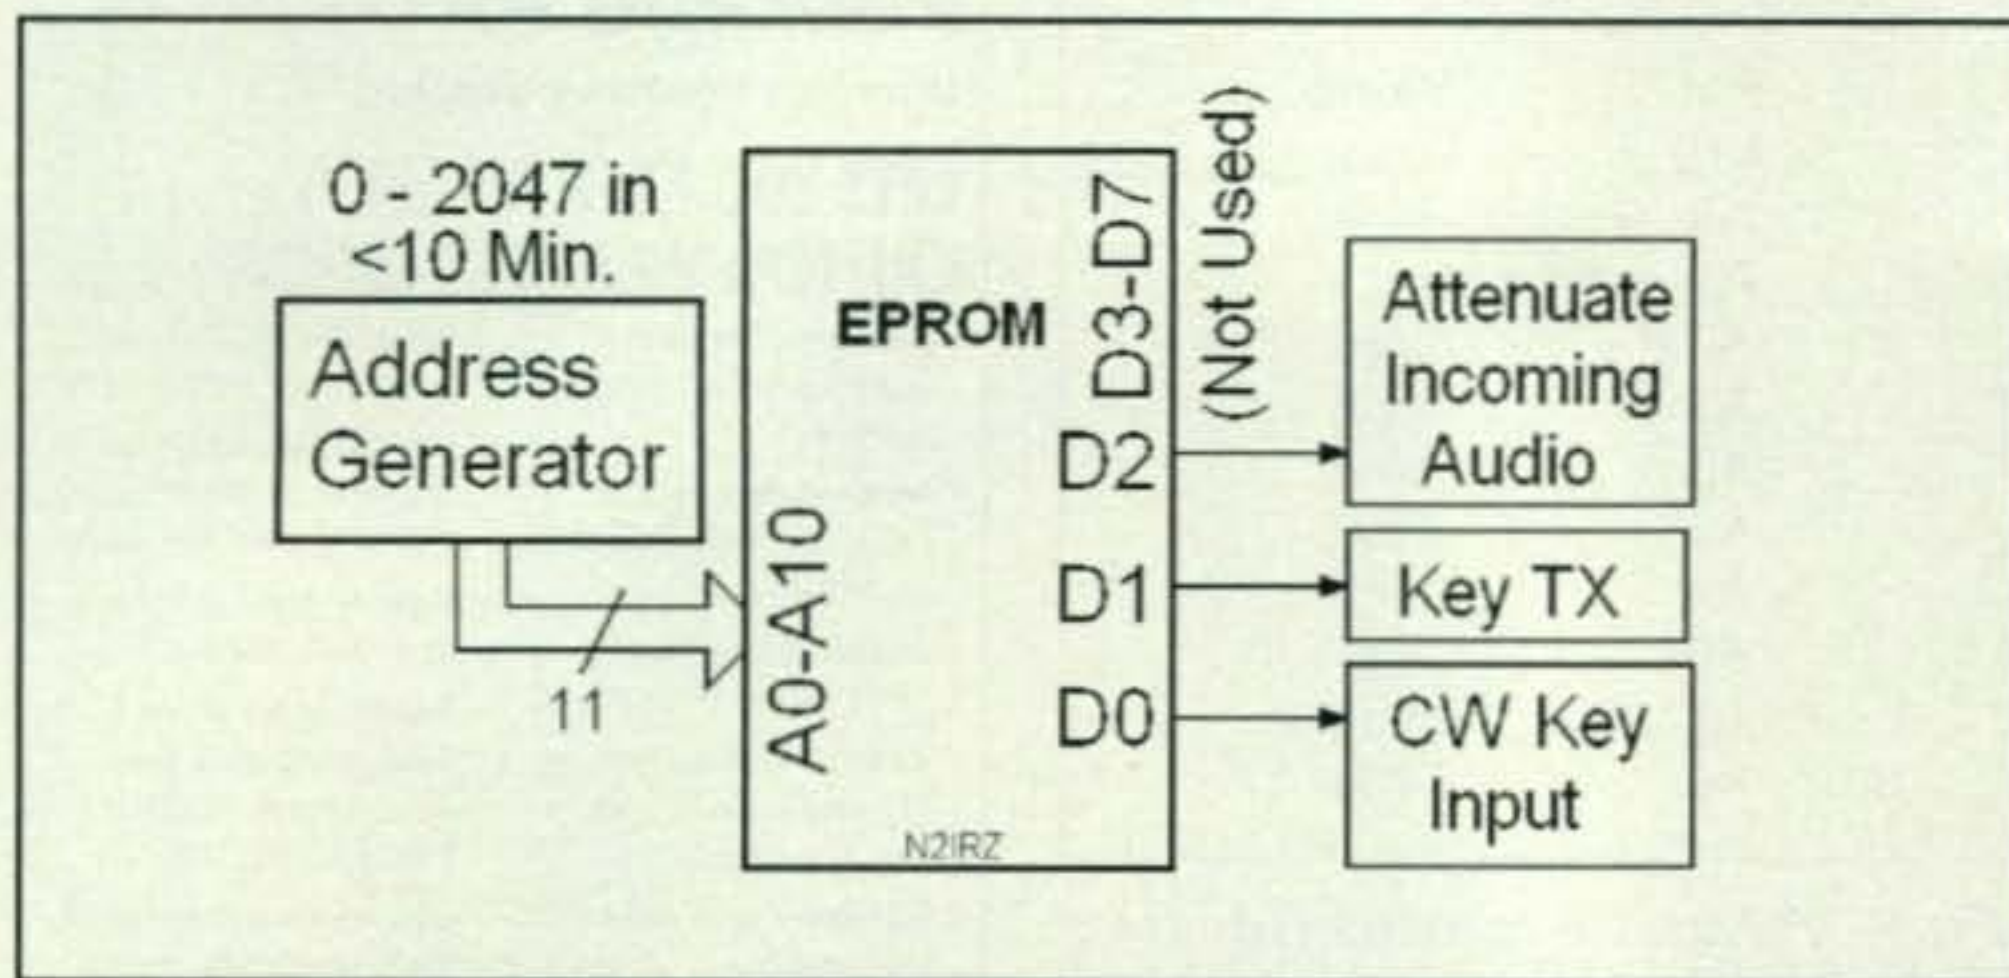 0 - 2047 in
<10 Min.
Address
Generator
11
A0-A10
EPROM
D3-D7
(Not Used)
D2
D1
D0
N2IRZ
Attenuate
Incoming
Audio
Key TX
CW Key
Input